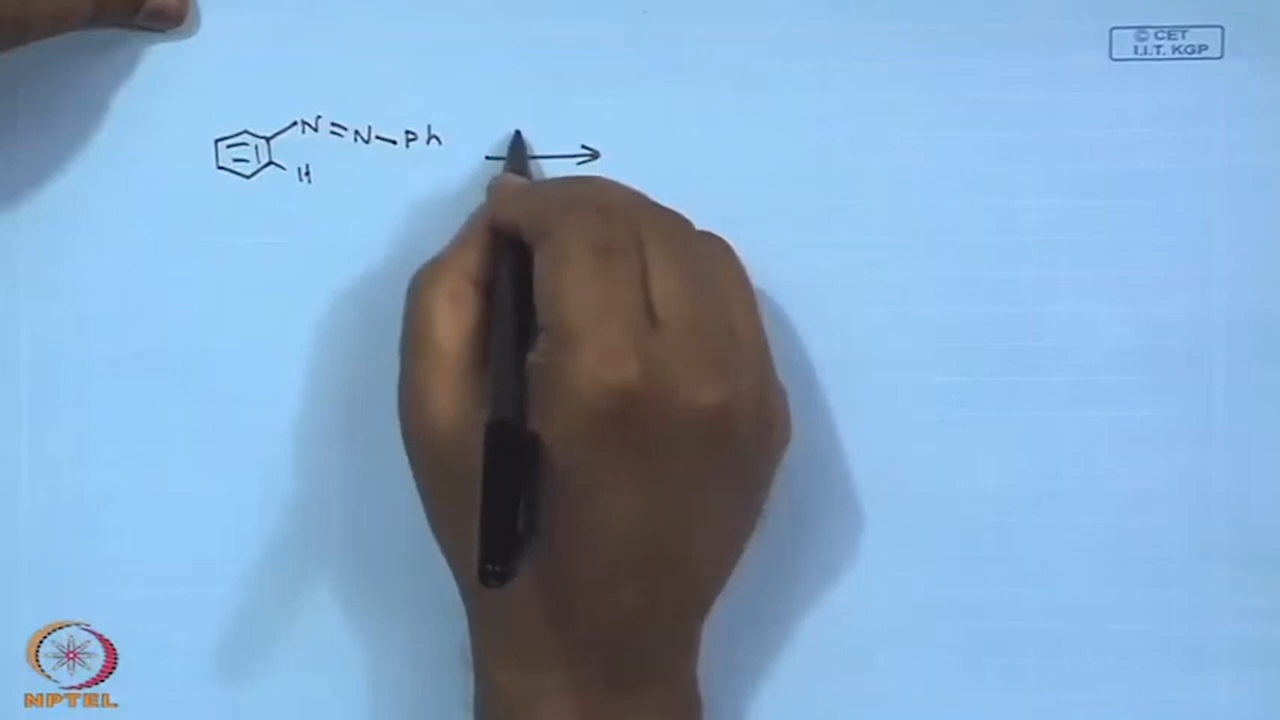 © CET
I.I.T. KGP
N=N-Ph
H
NPTEL